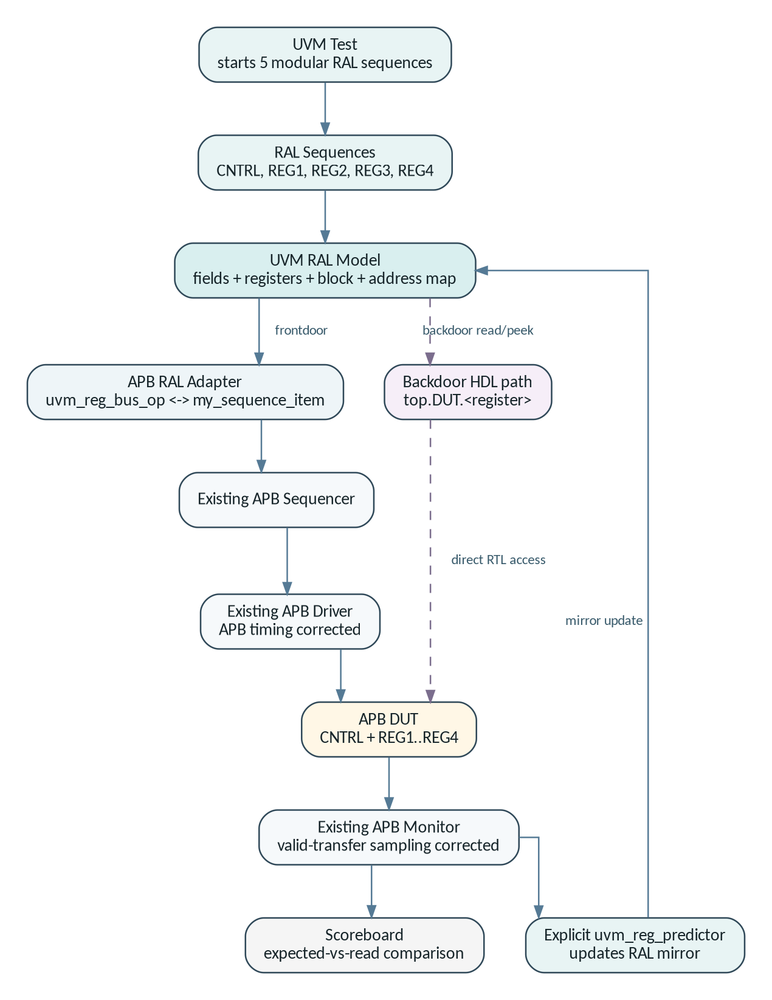 UVM Test
starts 5 modular RAL sequences
RAL Sequences
CNTRL, REG1, REG2, REG3, REG4
UVM RAL Model
fields + registers + block + address map
frontdoor
backdoor read/peek
APB RAL Adapter
uvm_reg_bus_op <-> my_sequence_item
Backdoor HDL path
top.DUT.<register>
Existing APB Sequencer
direct RTL access
Existing APB Driver
APB timing corrected
mirror update
APB DUT
CNTRL + REG1..REG4
Existing APB Monitor
valid-transfer sampling corrected
Scoreboard
expected-vs-read comparison
Explicit uvm_reg_predictor
updates RAL mirror